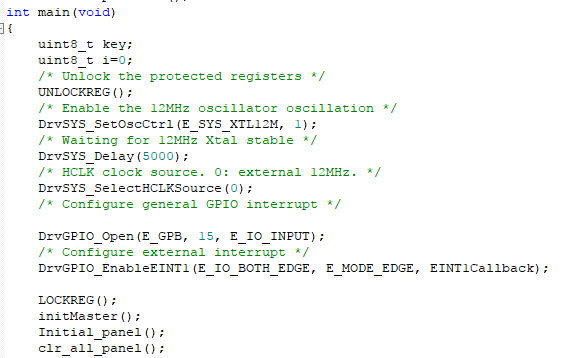 int main(void)
{
uint8_t key;
uint8_t i=0;
/* Unlock the protected registers */
UNLOCKREG();
/* Enable the 12MHz oscillator oscillation */
DrvSYS_SetOscCtrl(E_SYS_XTL12M, 1);
/* Waiting for 12MHz Xtal stable */
DrvSYS_Delay(5000);
/* HCLK clock source. 0: external 12MHz. */
DrvSYS_SelectHCLKSource(0);
/* Configure general GPIO interrupt */
DrvGPIO_Open(E_GPB, 15, E_IO_INPUT);
/* Configure external interrupt */
DrvGPIO_EnableEINT1(E_IO_BOTH_EDGE, E_MODE_EDGE, EINT1Callback);
LOCKREG();
initMaster();
Initial_panel();
clr_all_panel();